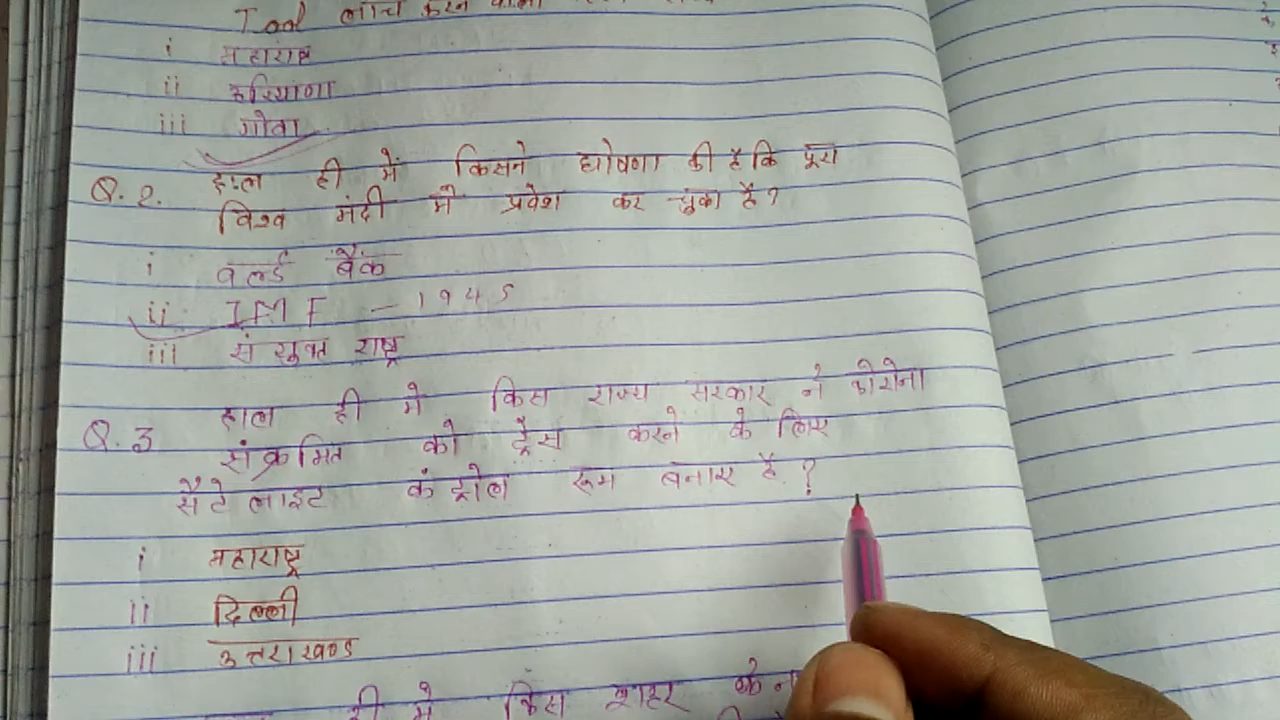 Tool लांच करने
i महाराष्ट्र
ii हरियाणा
iii गोवा
Q.2. हाल ही में किसने घोषणा की है कि पूरा
विश्व मंदी में प्रवेश कर चुका है?
i वर्ल्ड बैंक
ii IMF - 1945
iii संयुक्त राष्ट्र
Q.3 हाल ही में किस राज्य सरकार ने कोरोना
संक्रमित को ट्रैस करने के लिए
सैटेलाइट कंट्रोल रूम बनाए है?
i महाराष्ट्र
ii दिल्ली
iii उत्तराखण्ड
ही में किस शहर के